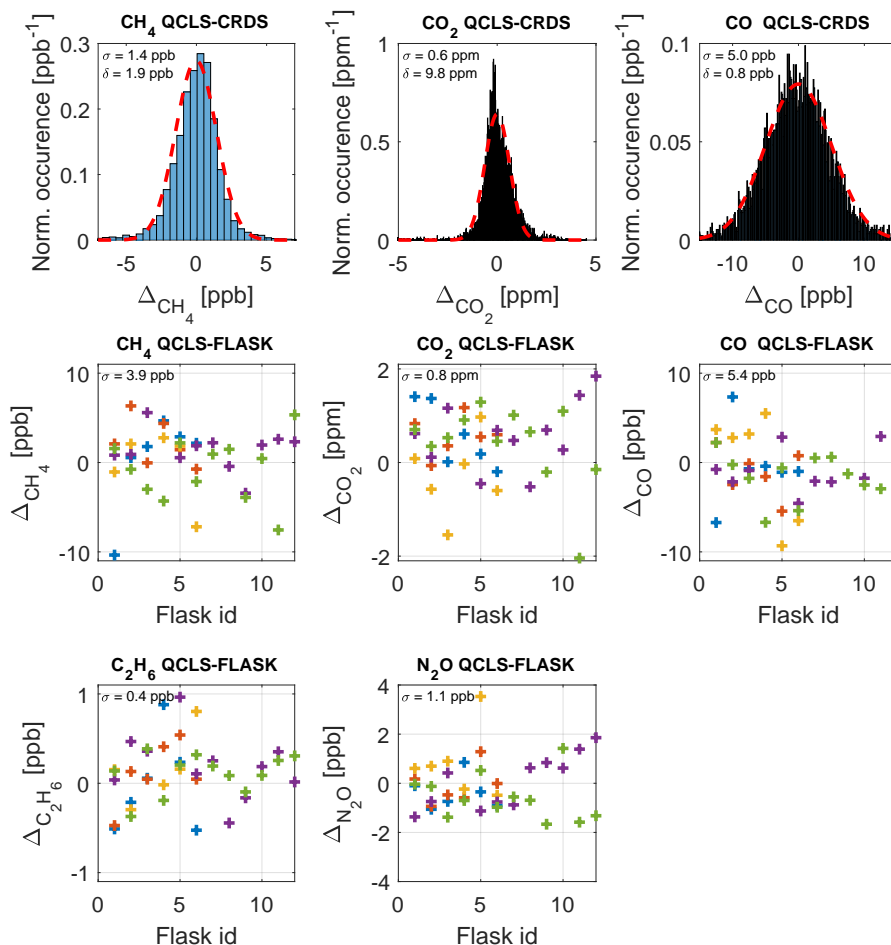 CH4 QCLS-CRDS
Norm. occurence [ppb-1]
0.3
0.2
0.1
0
σ = 1.4 ppb
δ = 1.9 ppb
-5 0 5
ΔCH4 [ppb]
CO2 QCLS-CRDS
Norm. occurence [ppm-1]
1
0.5
0
σ = 0.6 ppm
δ = 9.8 ppm
-5 0 5
ΔCO2 [ppm]
CO QCLS-CRDS
Norm. occurence [ppb-1]
0.1
0.05
0
σ = 5.0 ppb
δ = 0.8 ppb
-10 0 10
ΔCO [ppb]
CH4 QCLS-FLASK
ΔCH4 [ppb]
10
0
-10
σ = 3.9 ppb
0 5 10
Flask id
CO2 QCLS-FLASK
ΔCO2 [ppm]
2
0
-2
σ = 0.8 ppm
0 5 10
Flask id
CO QCLS-FLASK
ΔCO [ppb]
10
0
-10
σ = 5.4 ppb
0 5 10
Flask id
C2H6 QCLS-FLASK
ΔC2H6 [ppb]
1
0
-1
σ = 0.4 ppb
0 5 10
Flask id
N2O QCLS-FLASK
ΔN2O [ppb]
4
2
0
-2
-4
σ = 1.1 ppb
0 5 10
Flask id